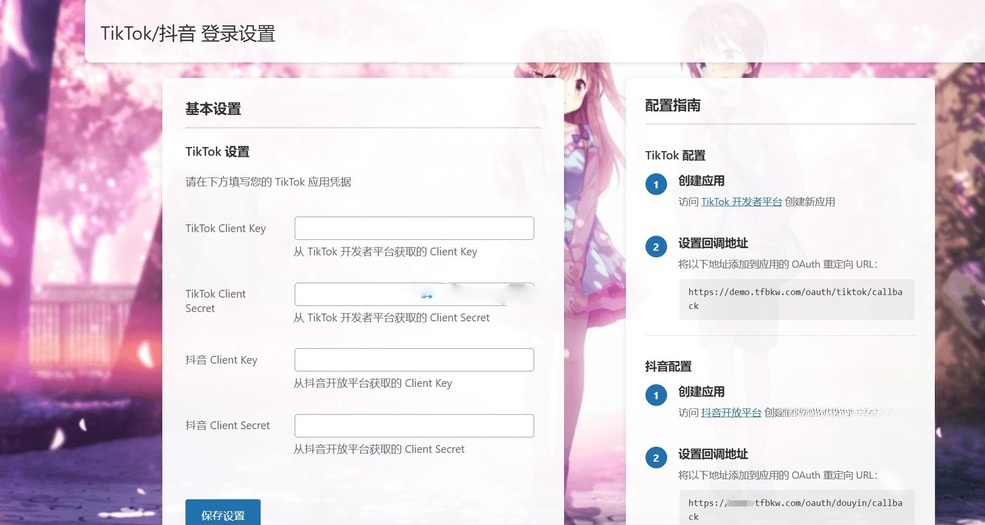 TikTok/抖音 登录设置
基本设置
TikTok 设置
请在下方填写您的 TikTok 应用凭据
TikTok Client Key
从 TikTok 开发者平台获取的 Client Key
TikTok Client
Secret
从 TikTok 开发者平台获取的 Client Secret
抖音 Client Key
从抖音开放平台获取的 Client Key
抖音 Client Secret
从抖音开放平台获取的 Client Secret
保存设置
配置指南
TikTok 配置
1
创建应用
访问 TikTok 开发者平台 创建新应用
2
设置回调地址
将以下地址添加到应用的 OAuth 重定向 URL：
https://demo.tfbkw.com/oauth/tiktok/callba
ck
抖音配置
1
创建应用
访问 抖音开放平台 创建
2
设置回调地址
将以下地址添加到应用的 OAuth 重定向 URL：
https:// tfbkw.com/oauth/douyin/callba
ck